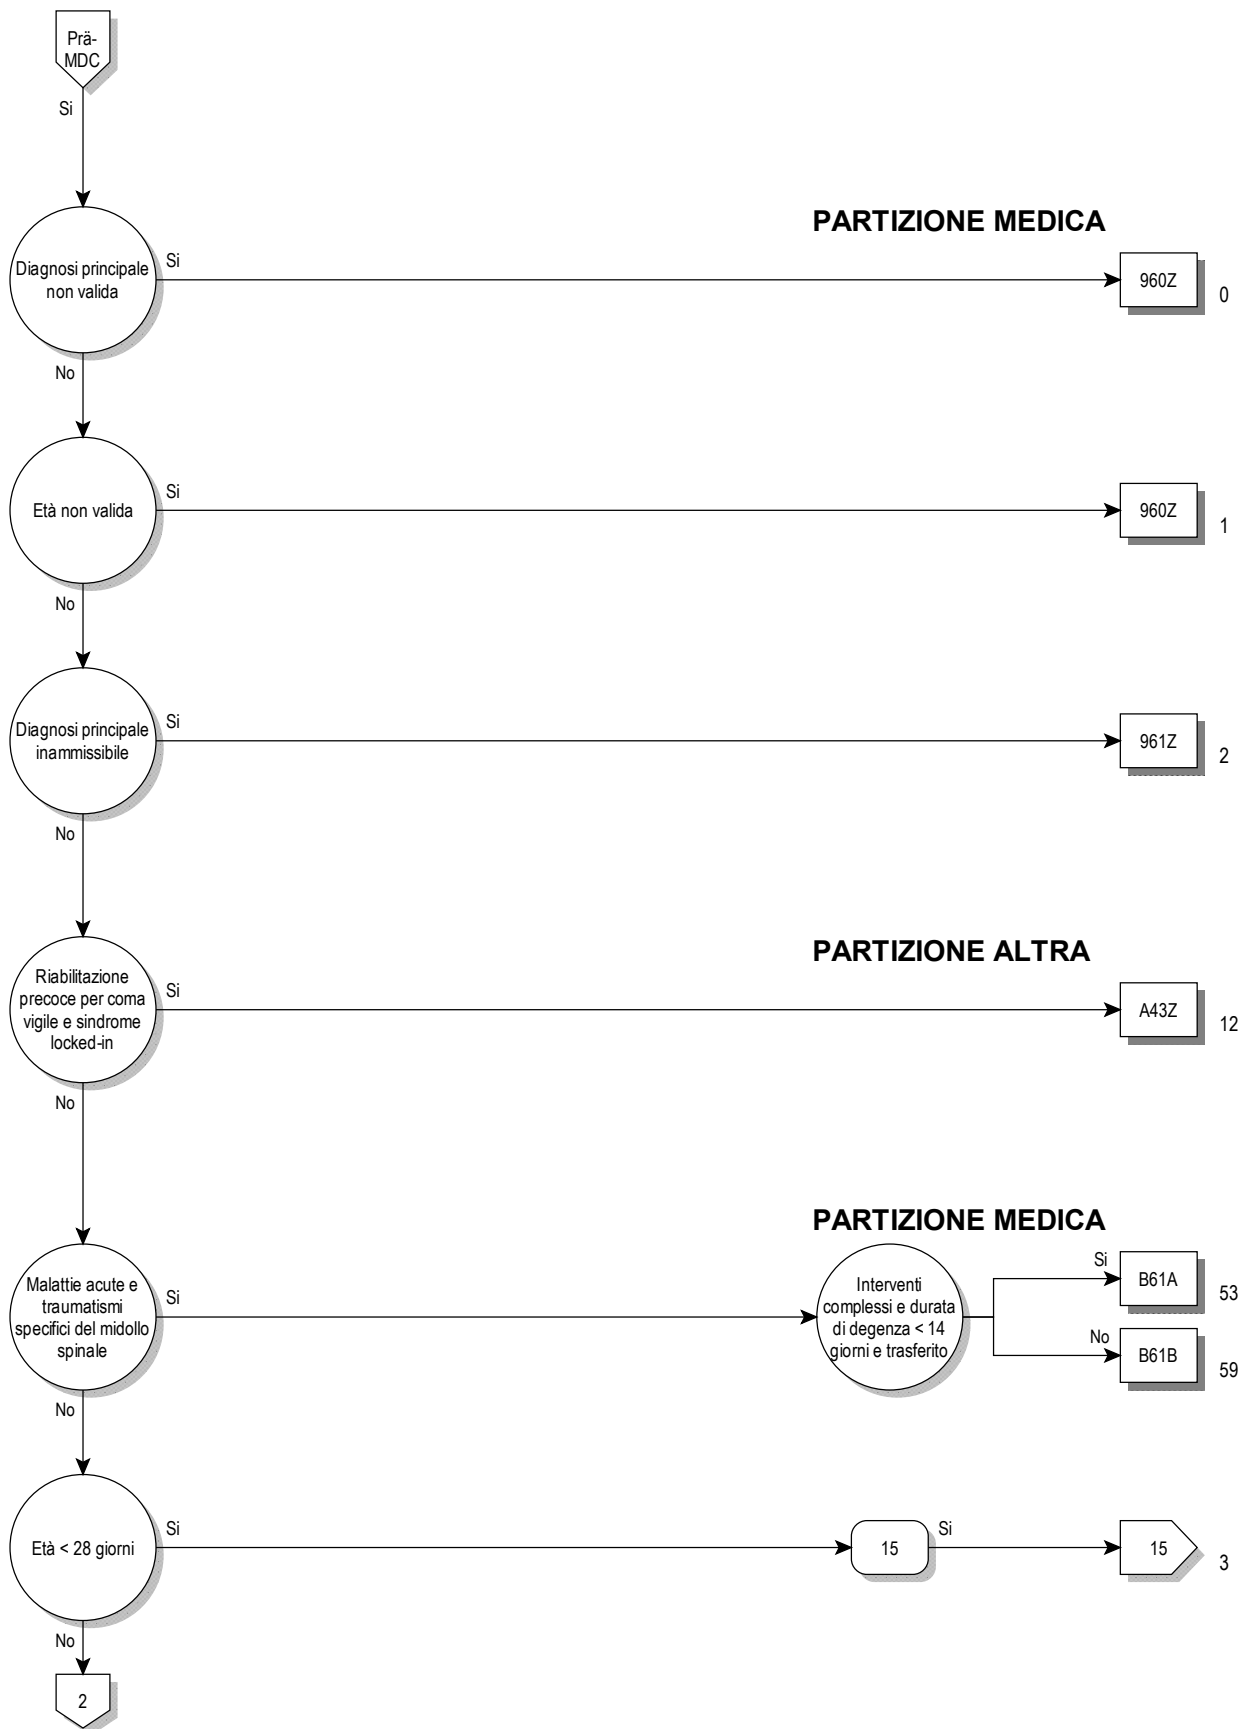 Prä-
MDC
Si
PARTIZIONE MEDICA
Diagnosi principale
non valida
Si
960Z
0
No
Età non valida
Si
960Z
1
No
Diagnosi principale
inammissibile
Si
961Z
2
No
PARTIZIONE ALTRA
Riabilitazione
precoce per coma
vigile e sindrome
locked-in
Si
A43Z
12
No
PARTIZIONE MEDICA
Malattie acute e
traumatismi
specifici del midollo
spinale
Si
Interventi
complessi e durata
di degenza < 14
giorni e trasferito
Si
B61A
53
No
B61B
59
No
Età < 28 giorni
Si
15
Si
15
3
No
2